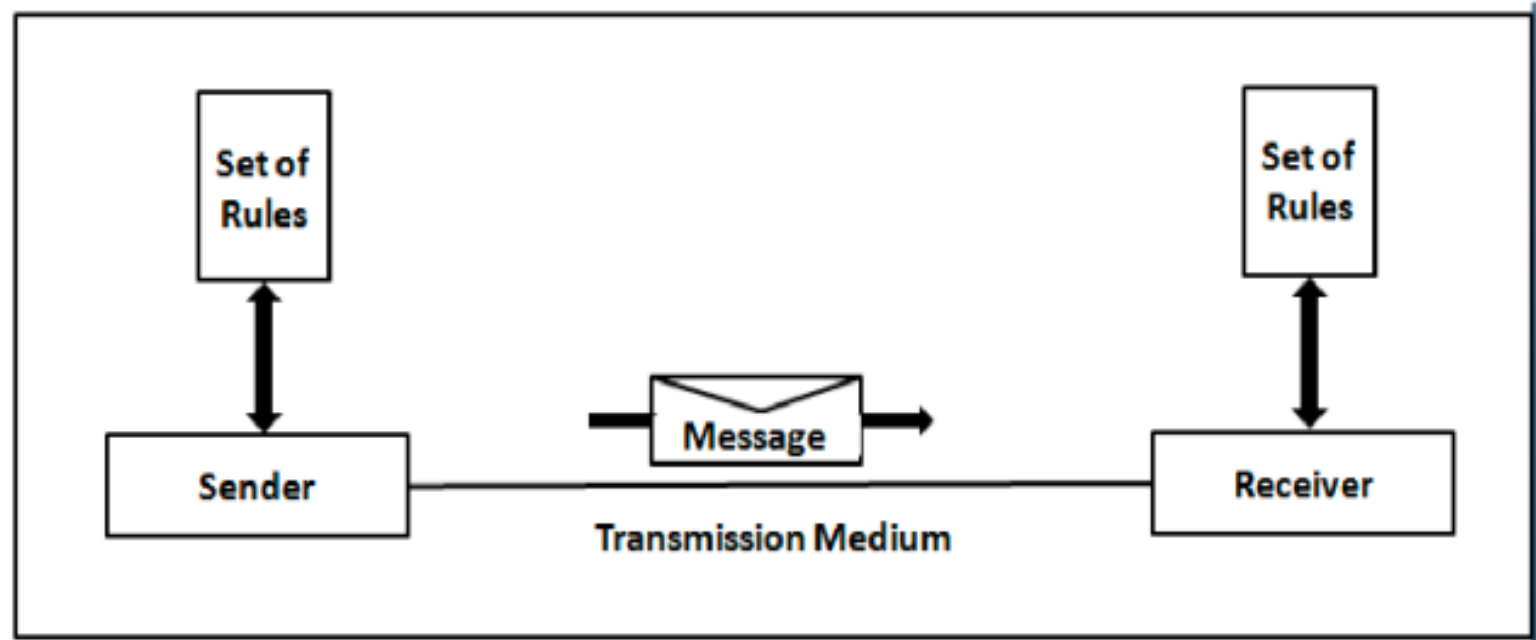 Set of
Rules
Set of
Rules
Message
Sender
Receiver
Transmission Medium